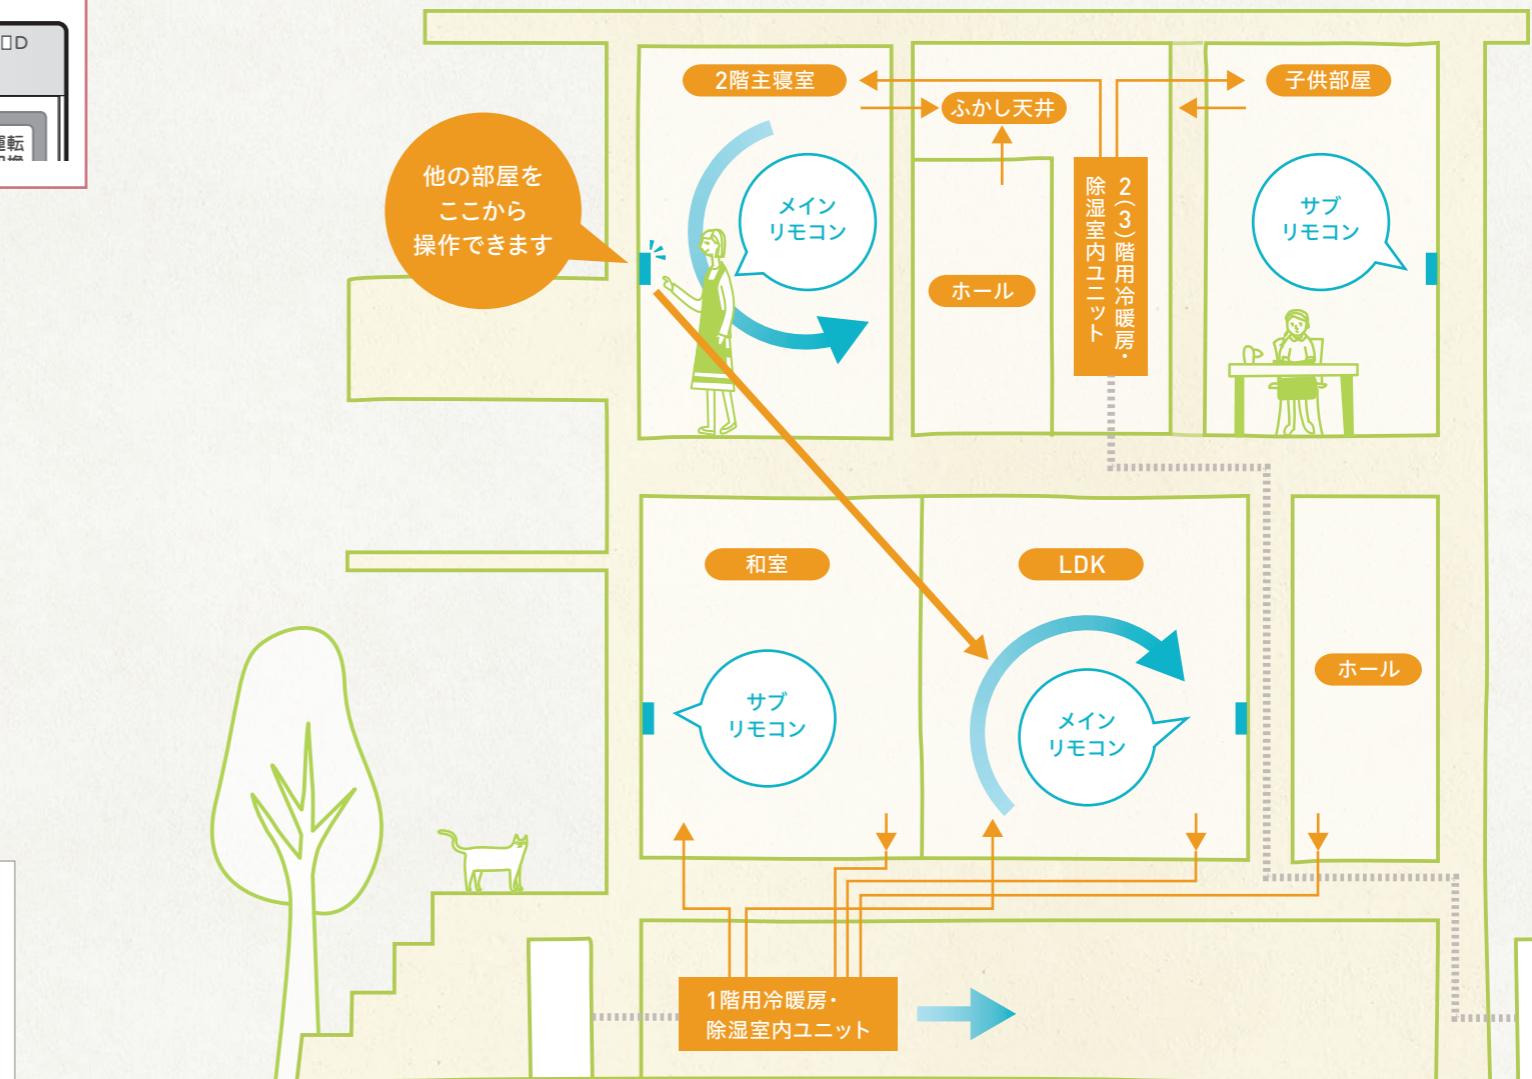 D
運転
2階主寝室
ふかし天井
子供部屋
他の部屋を
ここから
操作できます
メイン
リモコン
2(3)階用冷暖房・
除湿室内ユニット
サブ
リモコン
ホール
和室
LDK
ホール
サブ
リモコン
メイン
リモコン
1階用冷暖房・
除湿室内ユニット